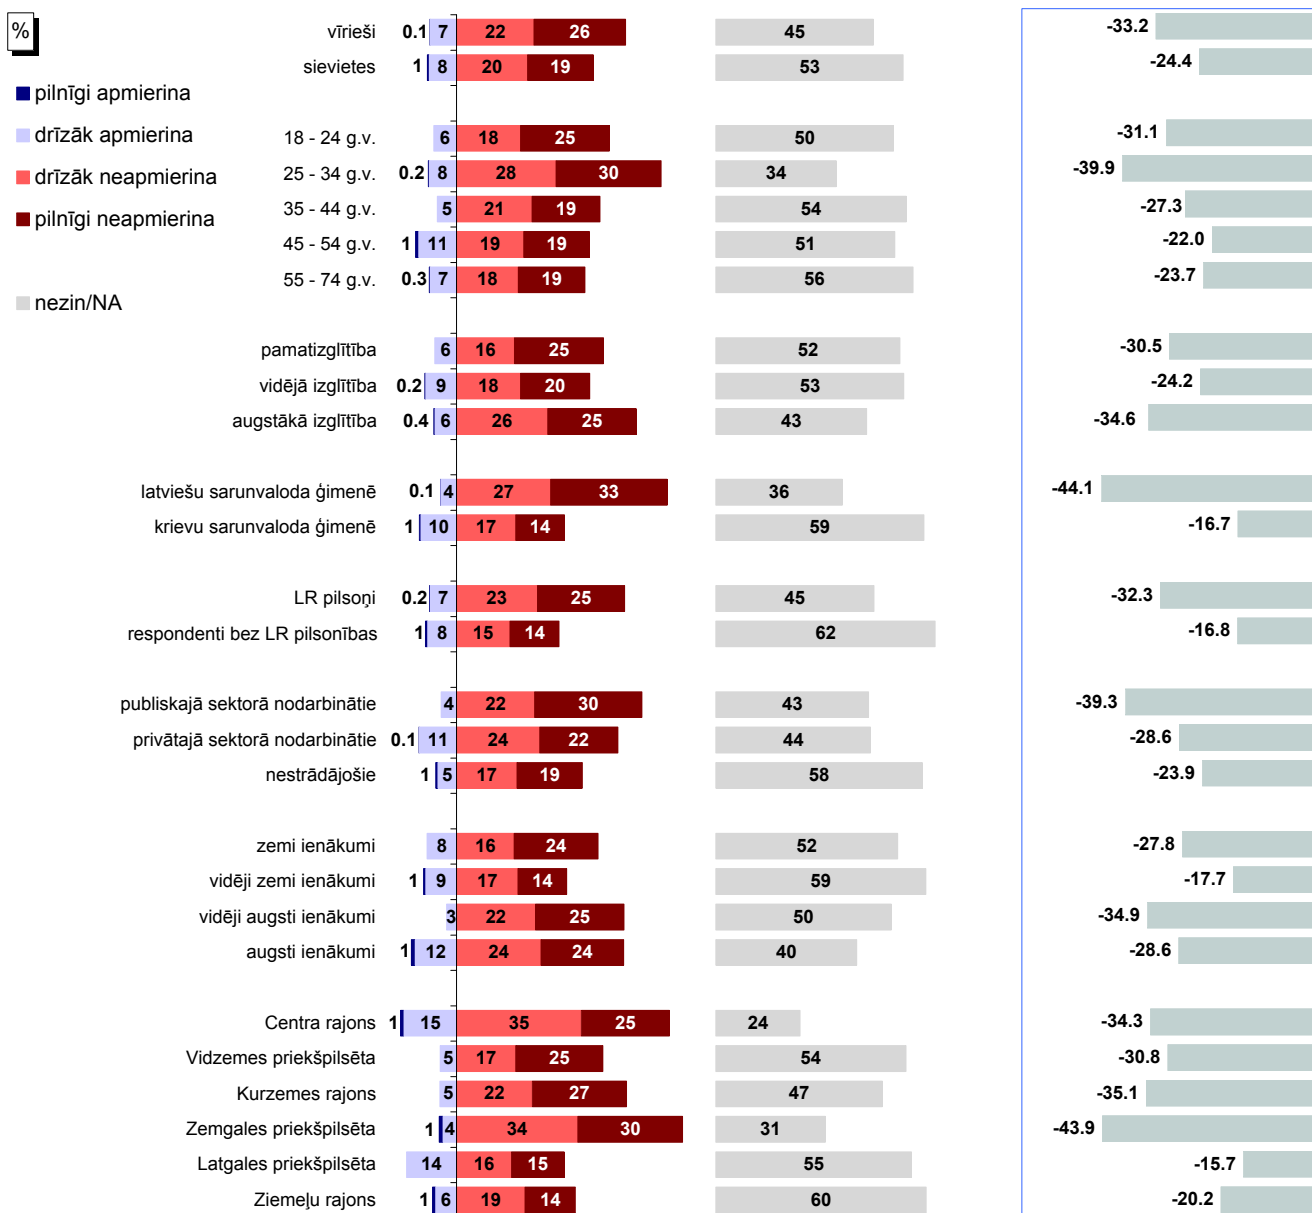 %
pilnīgi apmierina
drīzāk apmierina
drīzāk neapmierina
pilnīgi neapmierina
nezin/NA
vīrieši 0.1 7 22 26 45 -33.2
sievietes 1 8 20 19 53 -24.4
18 - 24 g.v. 6 18 25 50 -31.1
25 - 34 g.v. 0.2 8 28 30 34 -39.9
35 - 44 g.v. 5 21 19 54 -27.3
45 - 54 g.v. 1 11 19 19 51 -22.0
55 - 74 g.v. 0.3 7 18 19 56 -23.7
pamatizglītība 6 16 25 52 -30.5
vidējā izglītība 0.2 9 18 20 53 -24.2
augstākā izglītība 0.4 6 26 25 43 -34.6
latviešu sarunvaloda ģimenē 0.1 4 27 33 36 -44.1
krievu sarunvaloda ģimenē 1 10 17 14 59 -16.7
LR pilsoņi 0.2 7 23 25 45 -32.3
respondenti bez LR pilsonības 1 8 15 14 62 -16.8
publiskajā sektorā nodarbinātie 4 22 30 43 -39.3
privātajā sektorā nodarbinātie 0.1 11 24 22 44 -28.6
nestrādājošie 1 5 17 19 58 -23.9
zemi ienākumi 8 16 24 52 -27.8
vidēji zemi ienākumi 1 9 17 14 59 -17.7
vidēji augsti ienākumi 3 22 25 50 -34.9
augsti ienākumi 1 12 24 24 40 -28.6
Centra rajons 1 15 35 25 24 -34.3
Vidzemes priekšpilsēta 5 17 25 54 -30.8
Kurzemes rajons 5 22 27 47 -35.1
Zemgales priekšpilsēta 1 4 34 30 31 -43.9
Latgales priekšpilsēta 14 16 15 55 -15.7
Ziemeļu rajons 1 6 19 14 60 -20.2